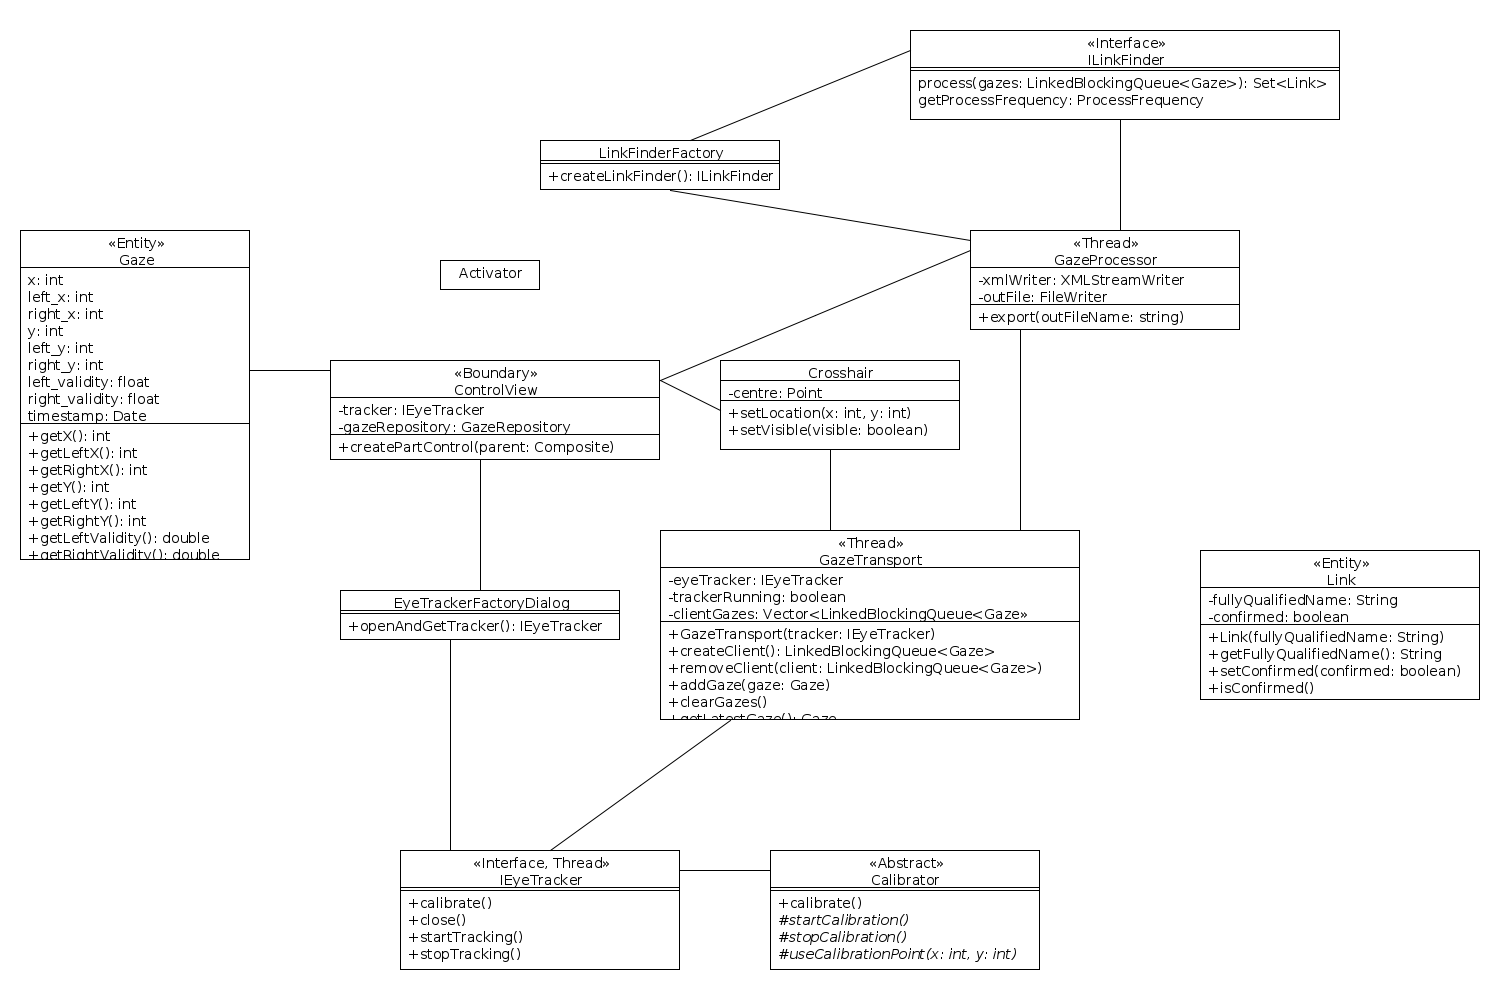 «Interface»
ILinkFinder
process(gazes: LinkedBlockingQueue<Gaze>): Set<Link>
getProcessFrequency: ProcessFrequency
LinkFinderFactory
+createLinkFinder(): ILinkFinder
«Entity»
Gaze
x: int
left_x: int
right_x: int
y: int
left_y: int
right_y: int
left_validity: float
right_validity: float
timestamp: Date
+getX(): int
+getLeftX(): int
+getRightX(): int
+getY(): int
+getLeftY(): int
+getRightY(): int
+getLeftValidity(): double
+getRightValidity(): double
Activator
«Thread»
GazeProcessor
-xmlWriter: XMLStreamWriter
-outFile: FileWriter
+export(outFileName: string)
«Boundary»
ControlView
-tracker: IEyeTracker
-gazeRepository: GazeRepository
+createPartControl(parent: Composite)
Crosshair
-centre: Point
+setLocation(x: int, y: int)
+setVisible(visible: boolean)
«Thread»
GazeTransport
-eyeTracker: IEyeTracker
-trackerRunning: boolean
-clientGazes: Vector<LinkedBlockingQueue<Gaze»
+GazeTransport(tracker: IEyeTracker)
+createClient(): LinkedBlockingQueue<Gaze>
+removeClient(client: LinkedBlockingQueue<Gaze>)
+addGaze(gaze: Gaze)
+clearGazes()
+getLatestGaze(): Gaze
«Entity»
Link
-fullyQualifiedName: String
-confirmed: boolean
+Link(fullyQualifiedName: String)
+getFullyQualifiedName(): String
+setConfirmed(confirmed: boolean)
+isConfirmed()
EyeTrackerFactoryDialog
+openAndGetTracker(): IEyeTracker
«Interface, Thread»
IEyeTracker
+calibrate()
+close()
+startTracking()
+stopTracking()
«Abstract»
Calibrator
+calibrate()
#startCalibration()
#stopCalibration()
#useCalibrationPoint(x: int, y: int)